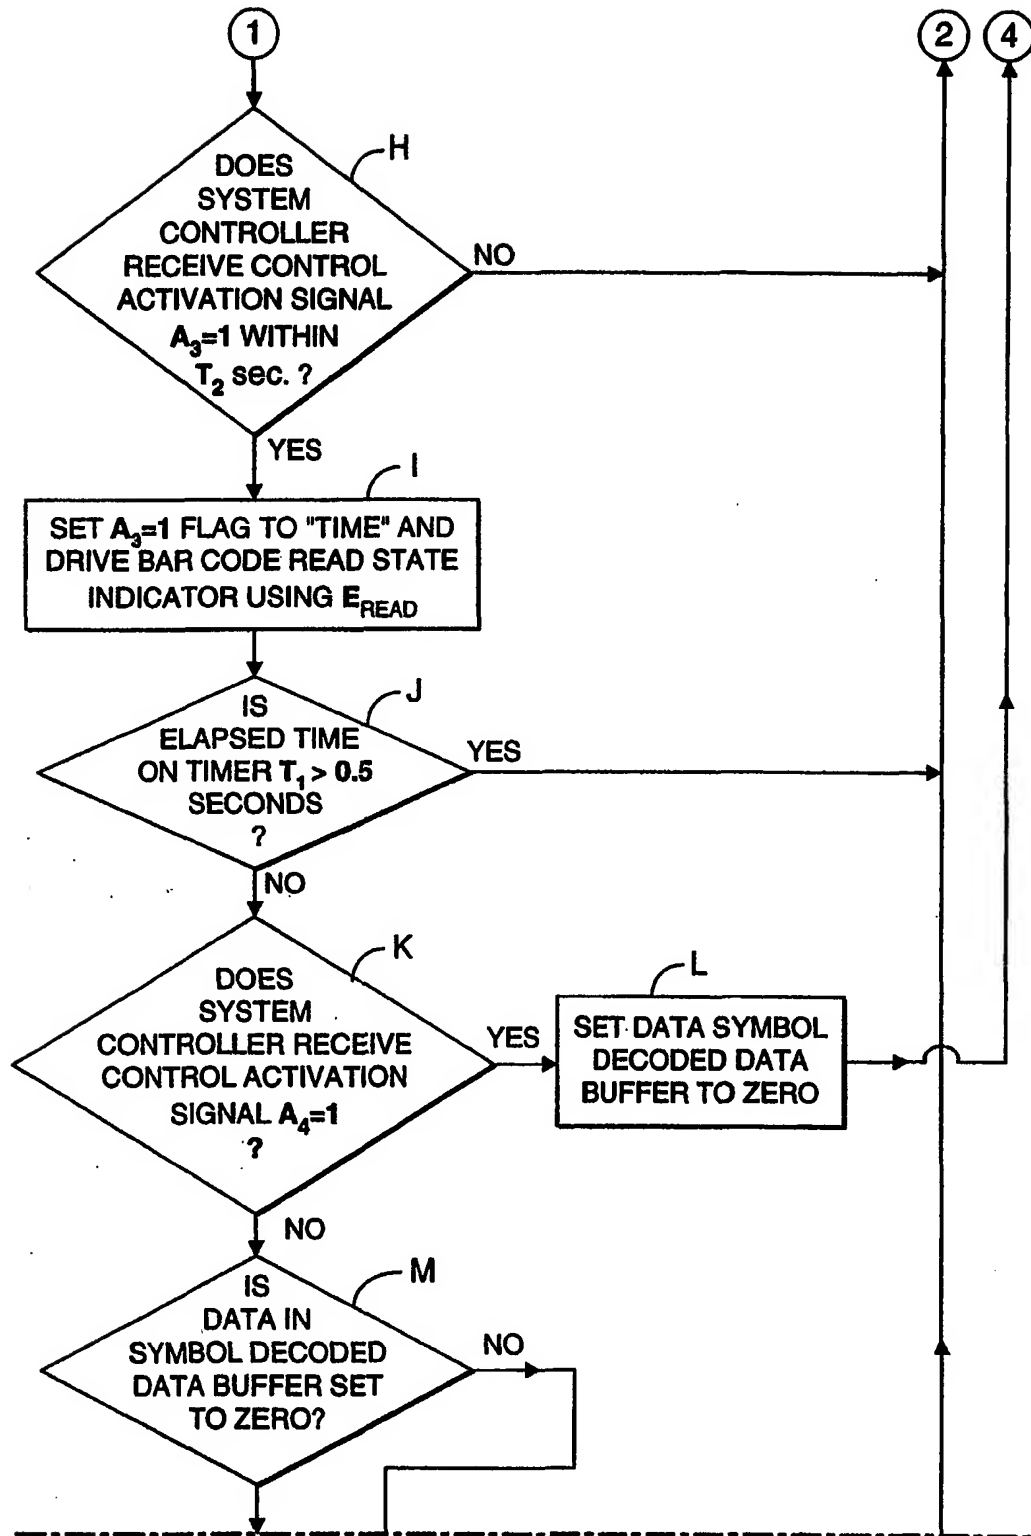 1
2
4
H
DOES
SYSTEM
CONTROLLER
RECEIVE CONTROL
ACTIVATION SIGNAL
A₃=1 WITHIN
T₂ sec. ?
NO
YES
I
SET A₃=1 FLAG TO "TIME" AND
DRIVE BAR CODE READ STATE
INDICATOR USING E_READ
J
IS
ELAPSED TIME
ON TIMER T₁ > 0.5
SECONDS
?
YES
NO
K
DOES
SYSTEM
CONTROLLER RECEIVE
CONTROL ACTIVATION
SIGNAL A₄=1
?
YES
L
SET DATA SYMBOL
DECODED DATA
BUFFER TO ZERO
NO
M
IS
DATA IN
SYMBOL DECODED
DATA BUFFER SET
TO ZERO?
NO